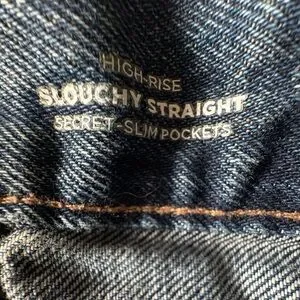 HIGH-RISE
SLOUCHY STRAIGHT
SECRET-SLIM POCKETS